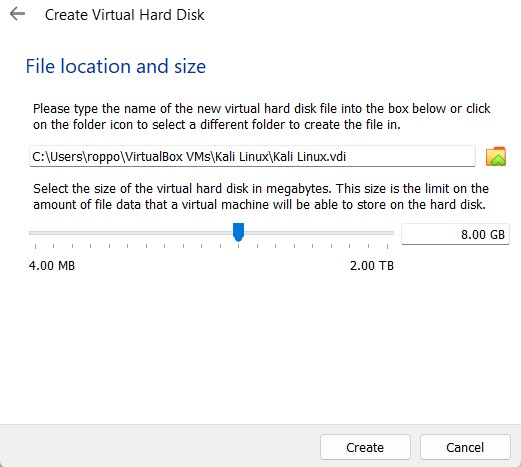 Create Virtual Hard Disk
File location and size
Please type the name of the new virtual hard disk file into the box below or click
on the folder icon to select a different folder to create the file in.
C:\Users\roppo\VirtualBox VMs\Kali Linux\Kali Linux.vdi
Select the size of the virtual hard disk in megabytes. This size is the limit on the
amount of file data that a virtual machine will be able to store on the hard disk.
8.00 GB
4.00 MB 2.00 TB
Create Cancel